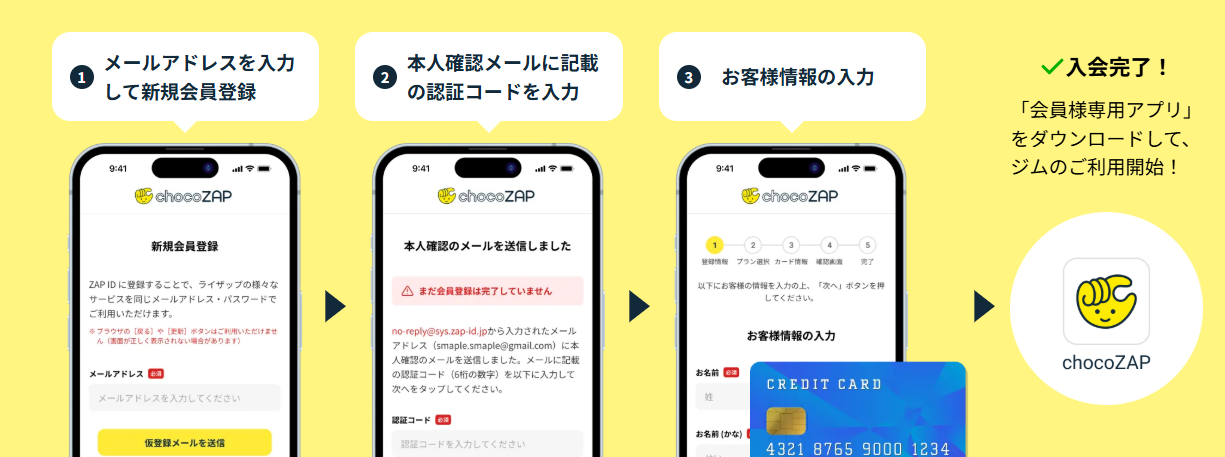 1 メールアドレスを入力
して新規会員登録
9:41
chocoZAP
新規会員登録
ZAP ID に登録することで、ライザップの様々な
サービスを同じメールアドレス・パスワードで
ご利用いただけます。
※ ブラウザの［戻る］や［更新］ボタンはご利用いただけませ
ん（画面が正しく表示されない場合があります）
メールアドレス 必須
メールアドレスを入力してください
仮登録メールを送信
2 本人確認メールに記載
の認証コードを入力
9:41
chocoZAP
本人確認のメールを送信しました
まだ会員登録は完了していません
no-reply@sys.zap-id.jpから入力されたメール
アドレス（smaple.smaple@gmail.com）に本
人確認のメールを送信しました。メールに記載
の認証コード（6桁の数字）を以下に入力して
次へをタップしてください。
認証コード 必須
認証コードを入力してください
3 お客様情報の入力
9:41
chocoZAP
1 2 3 4 5
登録情報 プラン選択 カード情報 確認画面 完了
以下にお客様の情報を入力の上、「次へ」ボタンを押
してください。
お客様情報の入力
お名前 必須
姓
お名前 (かな)
CREDIT CARD
4321 8765 9000 1234
入会完了！
「会員様専用アプリ」
をダウンロードして、
ジムのご利用開始！
chocoZAP